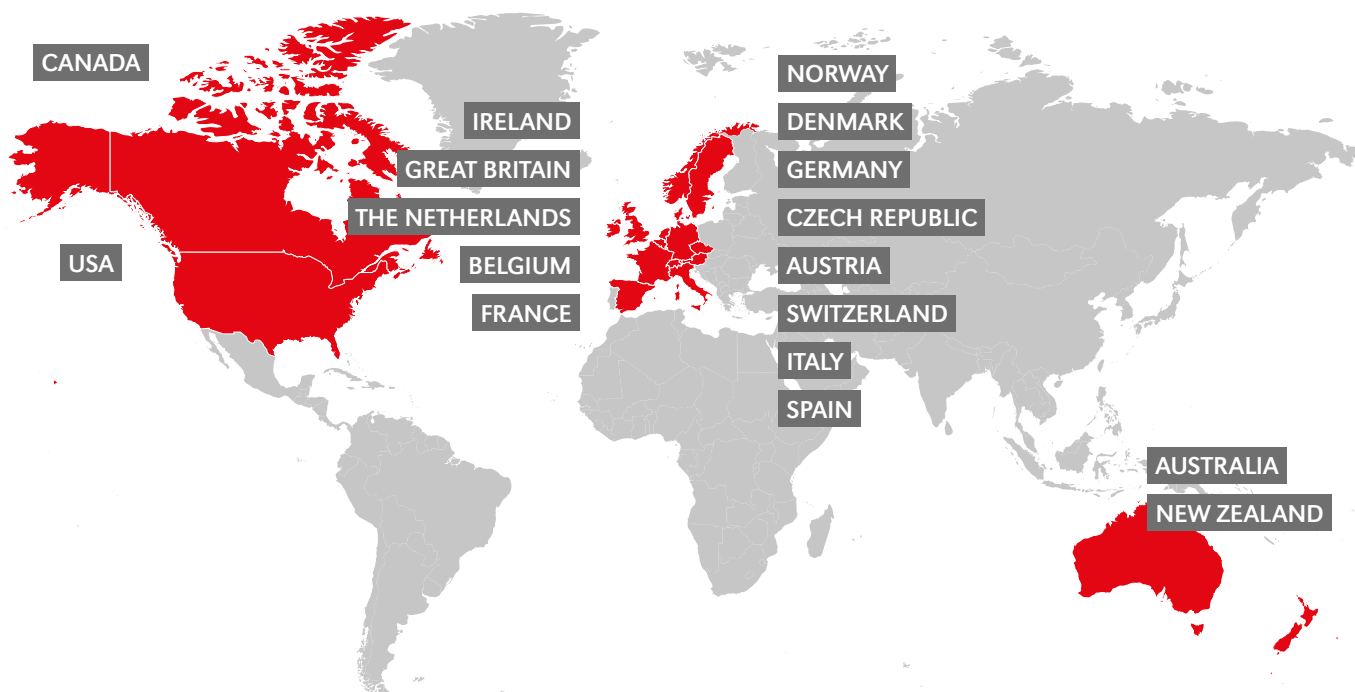 CANADA
USA
IRELAND
GREAT BRITAIN
THE NETHERLANDS
BELGIUM
FRANCE
NORWAY
DENMARK
GERMANY
CZECH REPUBLIC
AUSTRIA
SWITZERLAND
ITALY
SPAIN
AUSTRALIA
NEW ZEALAND